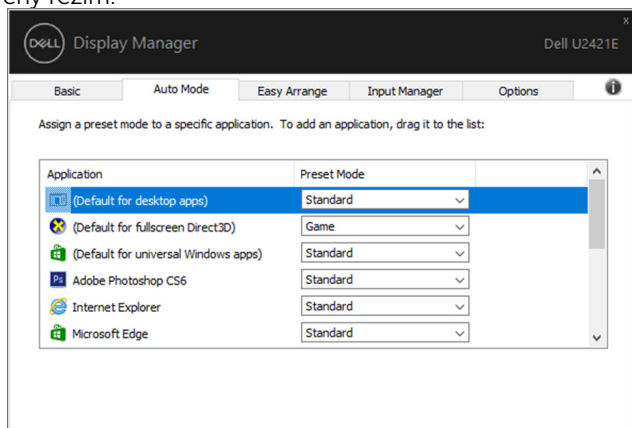 DELL Display Manager
Dell U2421E
x
Basic
Auto Mode
Easy Arrange
Input Manager
Options
i
Assign a preset mode to a specific application. To add an application, drag it to the list:
Application Preset Mode
(Default for desktop apps) Standard
(Default for fullscreen Direct3D) Game
(Default for universal Windows apps) Standard
Ps Adobe Photoshop CS6 Standard
Internet Explorer Standard
Microsoft Edge Standard